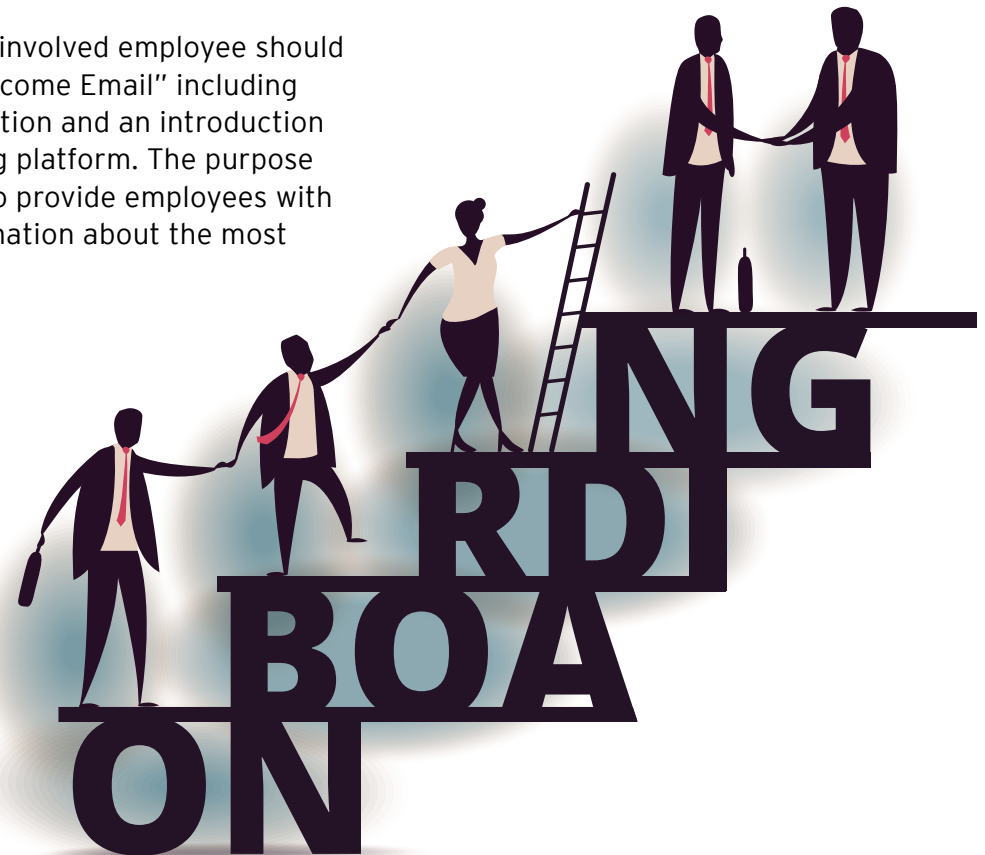 involved employee should
come Email” including
tion and an introduction
g platform. The purpose
o provide employees with
nation about the most
ON
BOA
RDI
NG